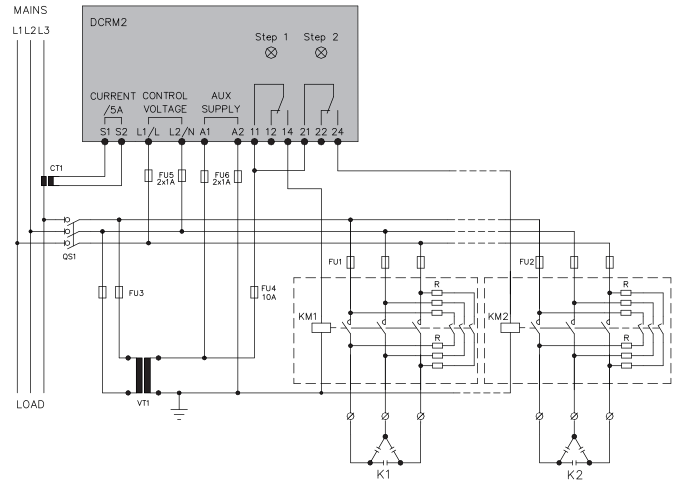 MAINS
L1 L2 L3
DCRM2
Step 1 Step 2
CURRENT /5A
CONTROL VOLTAGE
AUX SUPPLY
S1 S2 L1/L L2/N A1 A2 11 12 14 21 22 24
CT1
FU5 2x1A
FU6 2x1A
QS1
FU3
FU4 10A
FU1
FU2
R
R
KM1
KM2
R
R
VT1
LOAD
K1
K2